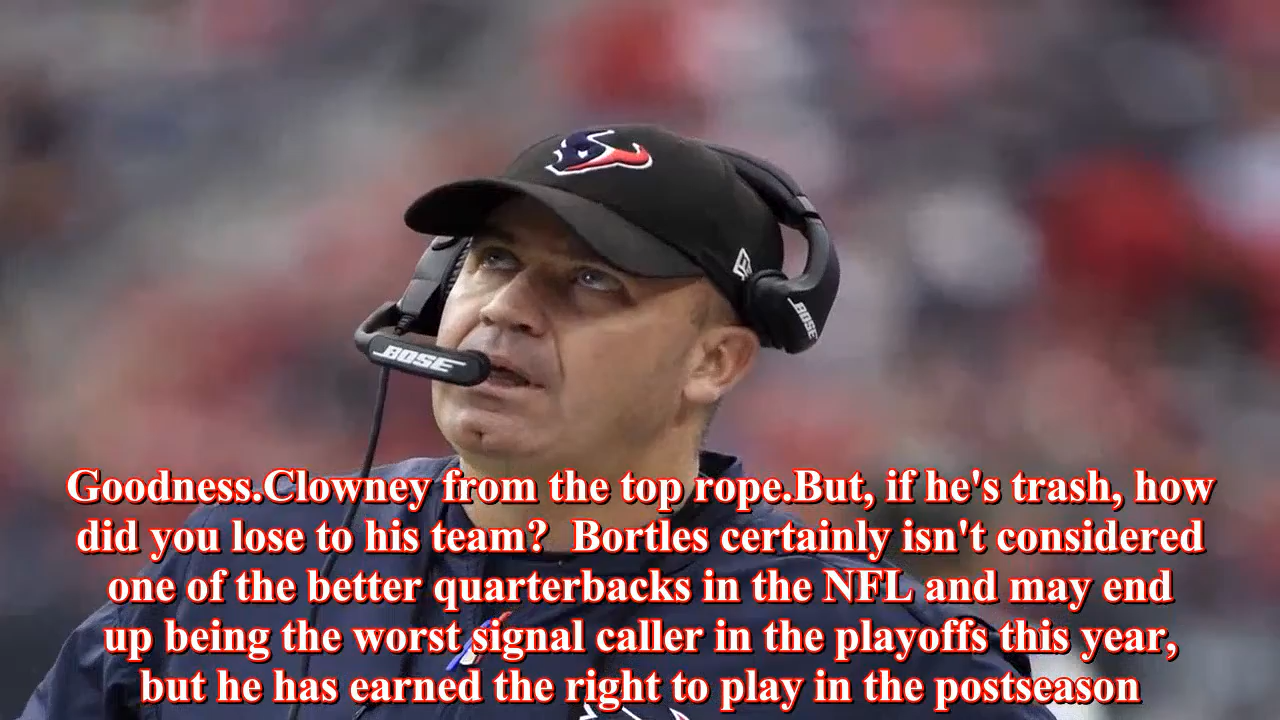 BOSE
BOSE
Goodness.Clowney from the top rope.But, if he's trash, how
did you lose to his team?  Bortles certainly isn't considered
one of the better quarterbacks in the NFL and may end
up being the worst signal caller in the playoffs this year,
but he has earned the right to play in the postseason